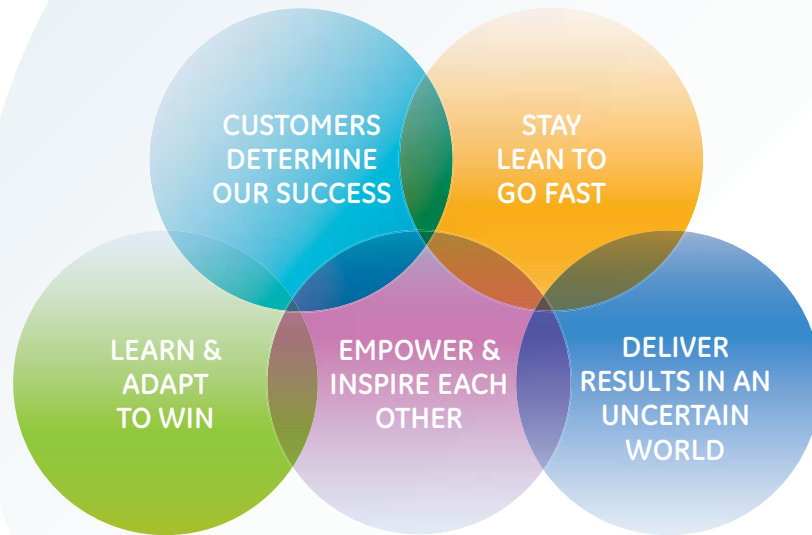 CUSTOMERS
DETERMINE
OUR SUCCESS
STAY
LEAN TO
GO FAST
LEARN &
ADAPT
TO WIN
EMPOWER &
INSPIRE EACH
OTHER
DELIVER
RESULTS IN AN
UNCERTAIN
WORLD